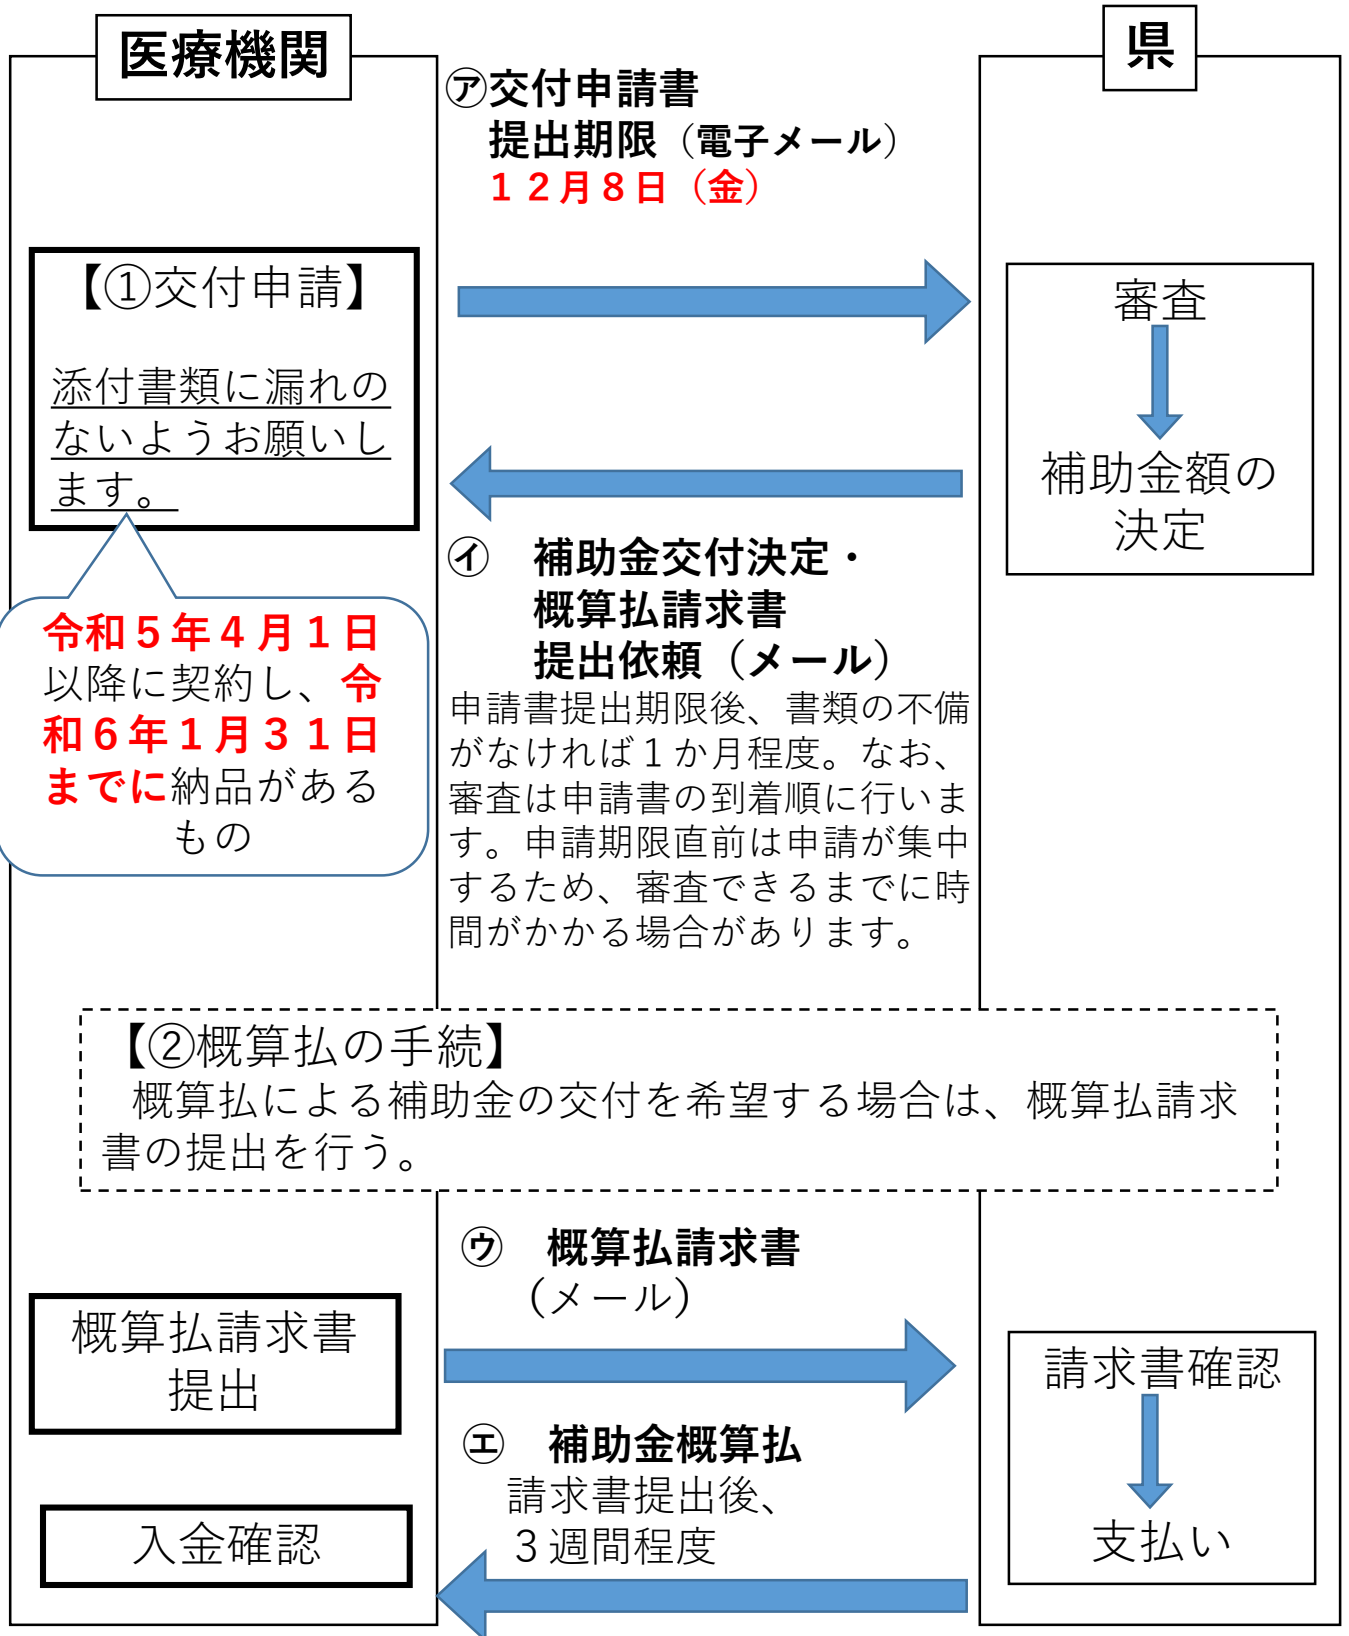 医療機関
県
㋐交付申請書
提出期限（電子メール）
１２月８日（金）
【①交付申請】
添付書類に漏れの
ないようお願いし
ます。
審査
補助金額の
決定
㋑　補助金交付決定・
概算払請求書
提出依頼（メール）
申請書提出期限後、書類の不備
がなければ１か月程度。なお、
審査は申請書の到着順に行いま
す。申請期限直前は申請が集中
するため、審査できるまでに時
間がかかる場合があります。
令和５年４月１日
以降に契約し、令
和６年１月３１日
までに納品がある
もの
【②概算払の手続】
概算払による補助金の交付を希望する場合は、概算払請求
書の提出を行う。
㋒　概算払請求書
（メール）
概算払請求書
提出
請求書確認
支払い
㋓　補助金概算払
請求書提出後、
３週間程度
入金確認